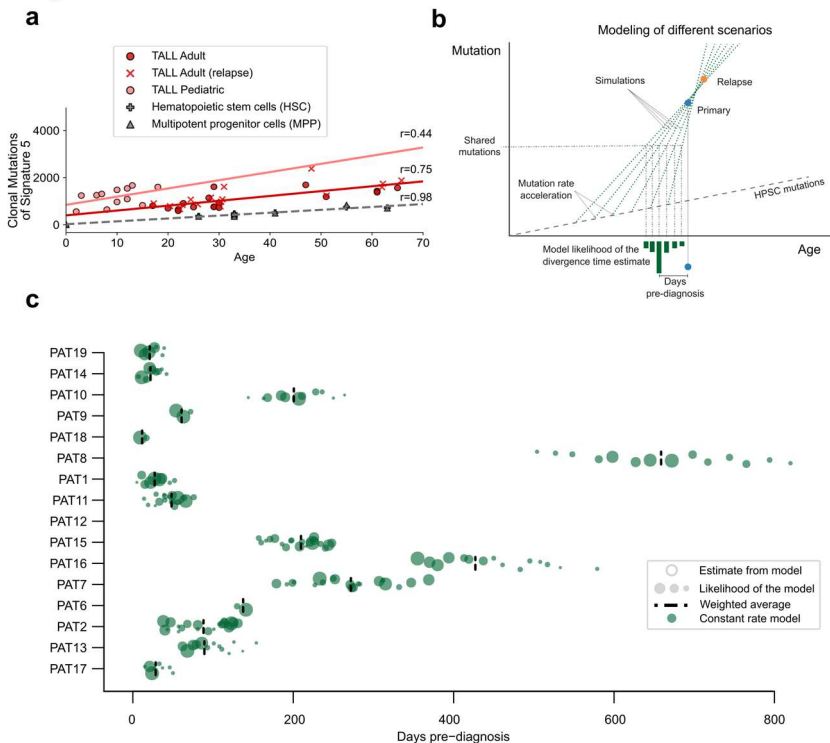 a
TALL Adult
TALL Adult (relapse)
TALL Pediatric
Hematopoietic stem cells (HSC)
Multipotent progenitor cells (MPP)
Clonal Mutations
of Signature 5
4000
2000
0
r=0.44
r=0.75
r=0.98
0 10 20 30 40 50 60 70
Age
b
Modeling of different scenarios
Mutation
Simulations
Relapse
Primary
Shared
mutations
Mutation rate
acceleration
HPSC mutations
Age
Model likelihood of the
divergence time estimate
Days
pre-diagnosis
c
PAT19
PAT14
PAT10
PAT9
PAT18
PAT8
PAT1
PAT11
PAT12
PAT15
PAT16
PAT7
PAT6
PAT2
PAT13
PAT17
Estimate from model
Likelihood of the model
Weighted average
Constant rate model
0 200 400 600 800
Days pre−diagnosis